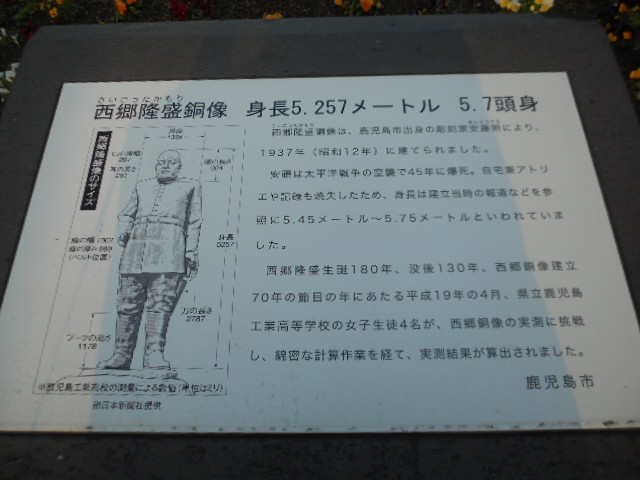 さいごうたかもり
西郷隆盛銅像 身長5.257メートル 5.7頭身
西郷隆盛銅像は、鹿児島市出身の彫刻家安藤照により、
1937年（昭和12年）に建てられました。
安藤は太平洋戦争の空襲で45年に爆死。自宅兼アトリ
エや記録も焼失したため、身長は建立当時の報道などを参
照に5.45メートル～5.75メートルといわれていま
した。
西郷隆盛生誕180年、没後130年、西郷銅像建立
70年の節目の年にあたる平成19年の4月、県立鹿児島
工業高等学校の女子生徒4名が、西郷銅像の実測に挑戦
し、綿密な計算作業を経て、実測結果が算出されました。
鹿児島市
西郷隆盛像のサイズ
耳の長さ
身長
5257
（ベルト位置）
刀の長さ
2787
ブーツの高さ
1178
※鹿児島工業高校の測量による数値（単位はミリ）
南日本新聞社提供